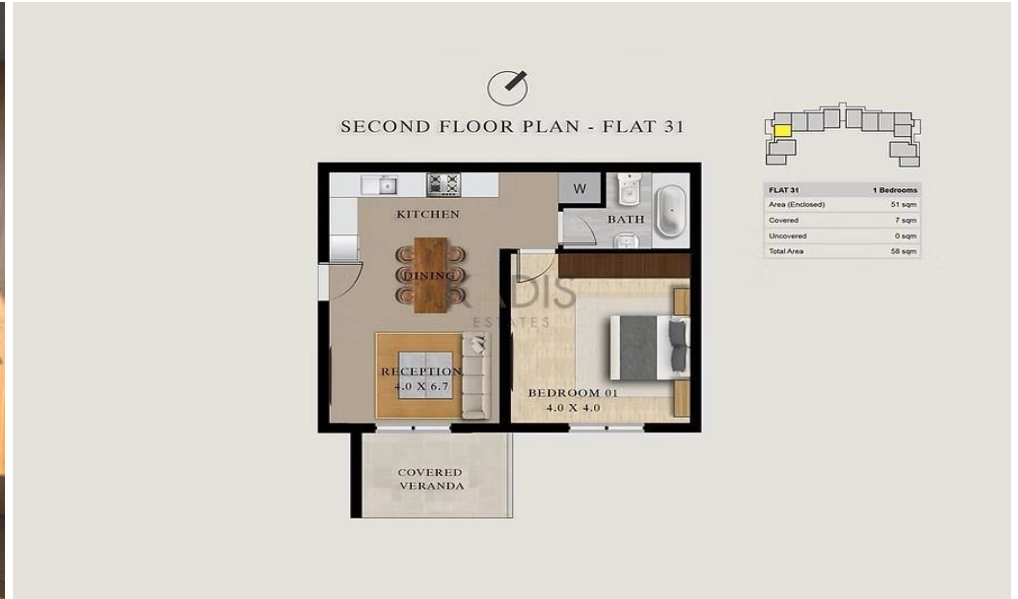 SECOND FLOOR PLAN - FLAT 31
FLAT 31 1 Bedrooms
Area (Enclosed) 51 sqm
Covered 7 sqm
Uncovered 0 sqm
Total Area 58 sqm
W
KITCHEN
BATH
DINING
ESTATES
RECEPTION
4.0 X 6.7
BEDROOM 01
4.0 X 4.0
COVERED
VERANDA